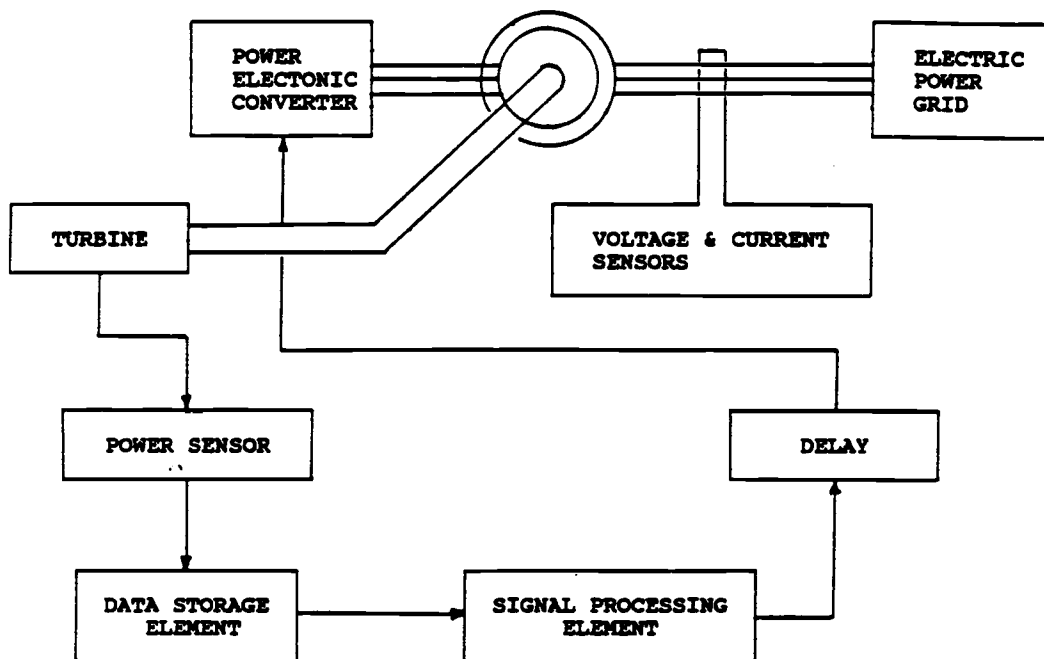 POWER
ELECTONIC
CONVERTER
ELECTRIC
POWER
GRID
TURBINE
VOLTAGE & CURRENT
SENSORS
POWER SENSOR
DELAY
DATA STORAGE
ELEMENT
SIGNAL PROCESSING
ELEMENT